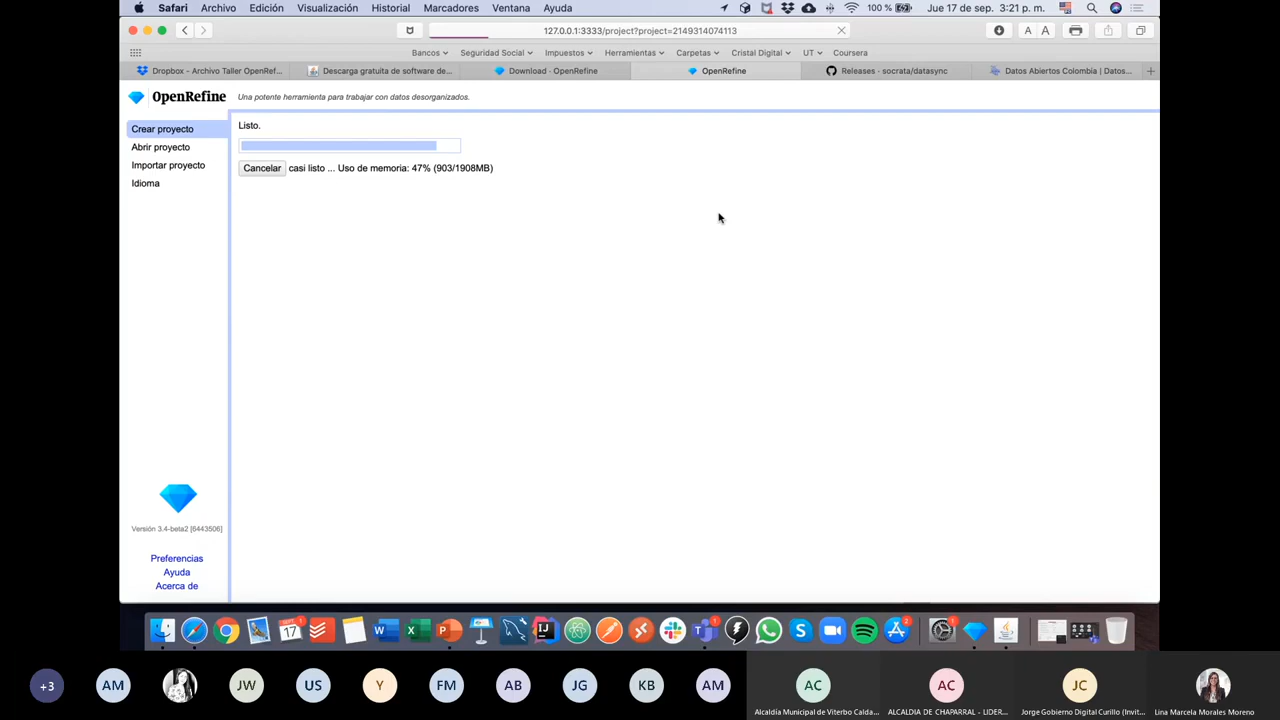 Safari Archivo Edición Visualización Historial Marcadores Ventana Ayuda 100 % Jue 17 de sep. 3:21 p. m.
127.0.0.1:3333/project?project=2149314074113 A A
Bancos Seguridad Social Impuestos Herramientas Carpetas Cristal Digital UT Coursera
Dropbox - Archivo Taller OpenRef... Descarga gratuita de software de... Download · OpenRefine OpenRefine Releases · socrata/datasync Datos Abiertos Colombia | Datos... +
OpenRefine Una potente herramienta para trabajar con datos desorganizados.
Crear proyecto
Abrir proyecto
Importar proyecto
Idioma
Listo.
Cancelar casi listo ... Uso de memoria: 47% (903/1908MB)
Versión 3.4-beta2 [6443506]
Preferencias
Ayuda
Acerca de
+3 AM JW US Y FM AB JG KB AM AC AC JC
Alcaldía Municipal de Viterbo Calda... ALCALDIA DE CHAPARRAL - LIDER... Jorge Gobierno Digital Curillo (Invit... Lina Marcela Morales Moreno